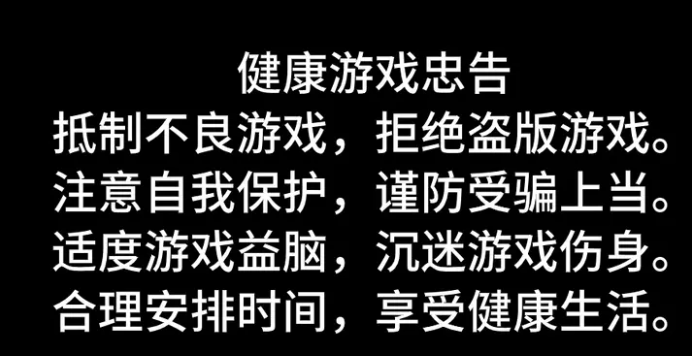 健康游戏忠告
抵制不良游戏，拒绝盗版游戏。
注意自我保护，谨防受骗上当。
适度游戏益脑，沉迷游戏伤身。
合理安排时间，享受健康生活。